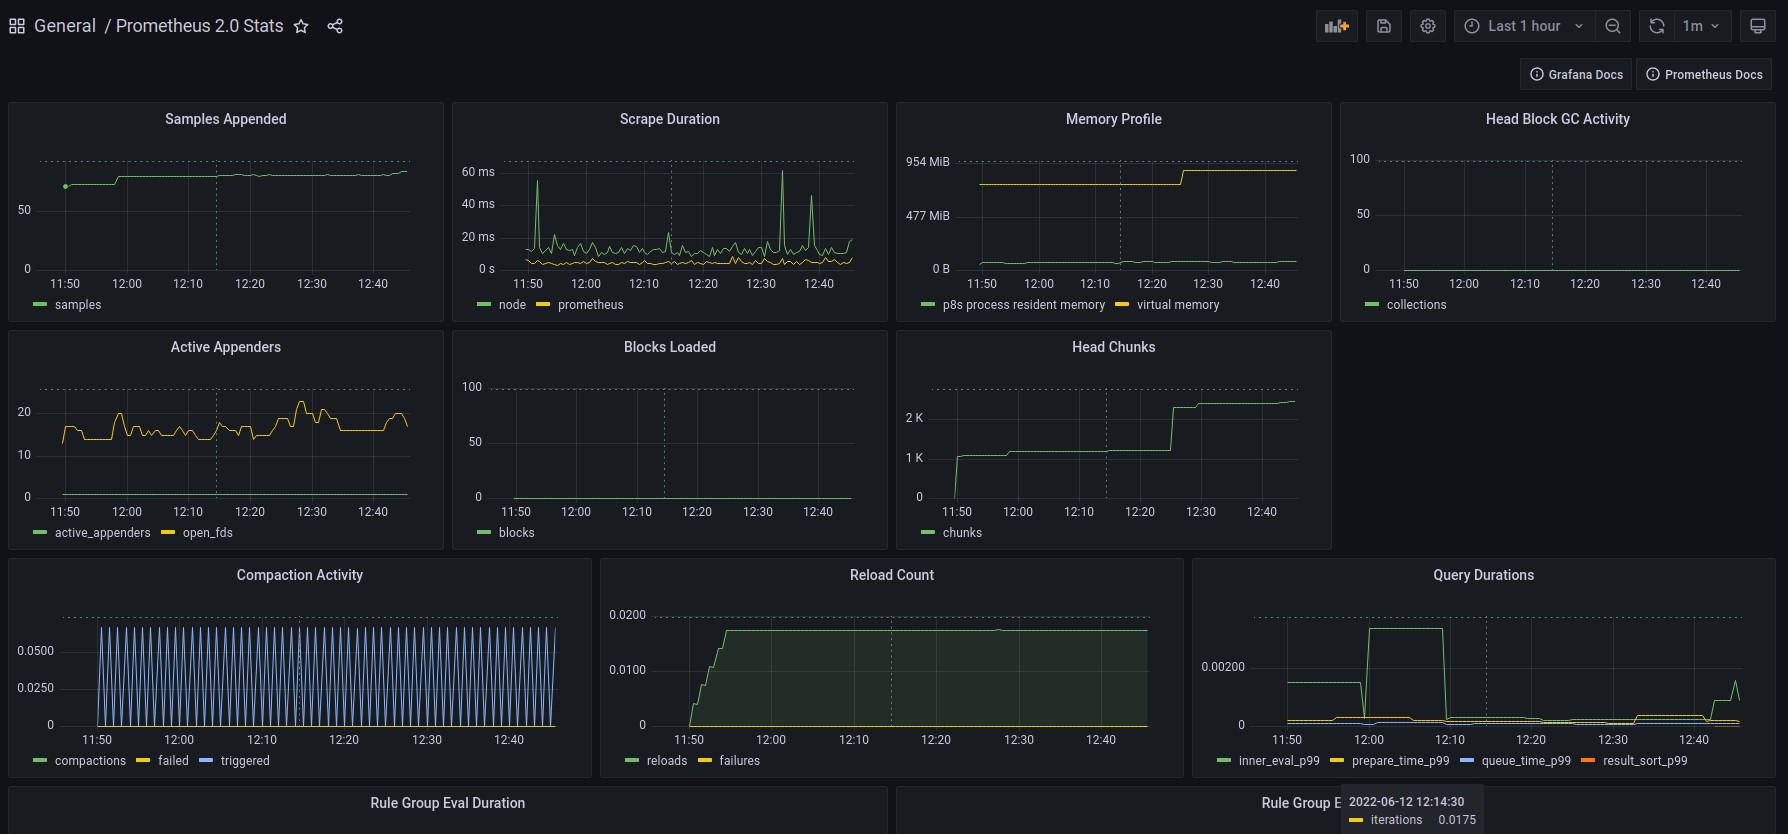 General / Prometheus 2.0 Stats
Last 1 hour
1m
Grafana Docs
Prometheus Docs
Samples Appended
50
0
11:50 12:00 12:10 12:20 12:30 12:40
samples
Scrape Duration
60 ms
40 ms
20 ms
0 s
11:50 12:00 12:10 12:20 12:30 12:40
node prometheus
Memory Profile
954 MiB
477 MiB
0 B
11:50 12:00 12:10 12:20 12:30 12:40
p8s process resident memory virtual memory
Head Block GC Activity
100
50
0
11:50 12:00 12:10 12:20 12:30 12:40
collections
Active Appenders
20
10
0
11:50 12:00 12:10 12:20 12:30 12:40
active_appenders open_fds
Blocks Loaded
100
50
0
11:50 12:00 12:10 12:20 12:30 12:40
blocks
Head Chunks
2 K
1 K
0
11:50 12:00 12:10 12:20 12:30 12:40
chunks
Compaction Activity
0.0500
0.0250
0
11:50 12:00 12:10 12:20 12:30 12:40
compactions failed triggered
Reload Count
0.0200
0.0100
0
11:50 12:00 12:10 12:20 12:30 12:40
reloads failures
Query Durations
0.00200
0
11:50 12:00 12:10 12:20 12:30 12:40
inner_eval_p99 prepare_time_p99 queue_time_p99 result_sort_p99
Rule Group Eval Duration
Rule Group E
2022-06-12 12:14:30
iterations 0.0175